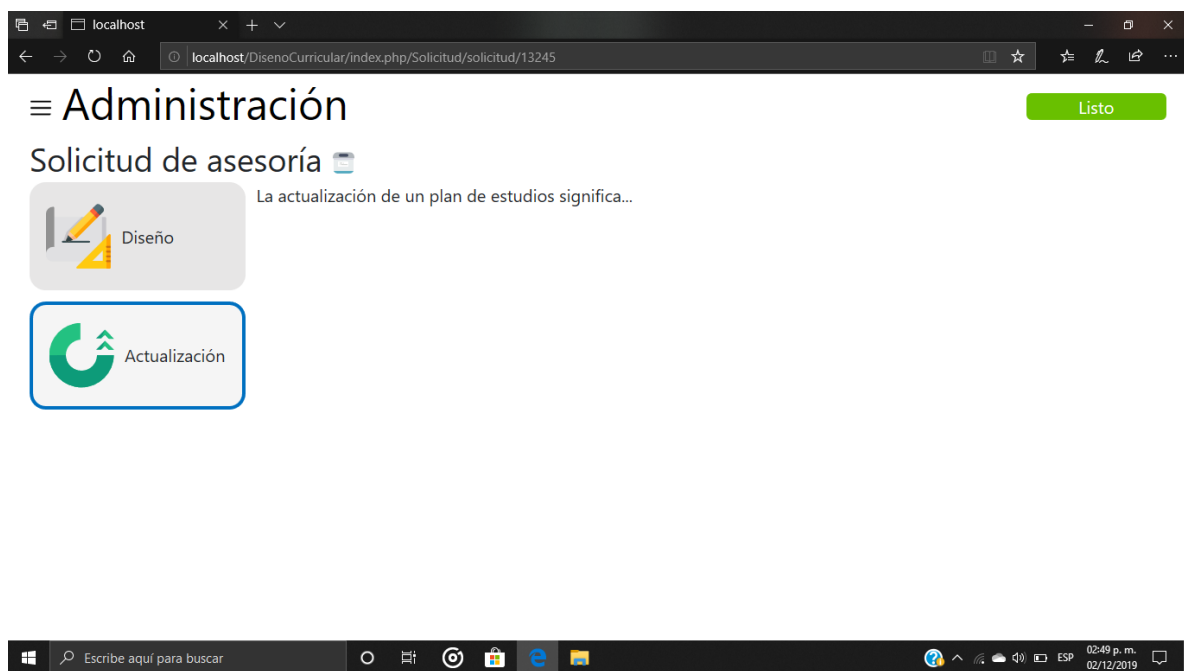 localhost
localhost/DisenoCurricular/index.php/Solicitud/solicitud/13245
Administración
Listo
Solicitud de asesoría
Diseño
La actualización de un plan de estudios significa...
Actualización
Escribe aquí para buscar
ESP
02:49 p. m.
02/12/2019